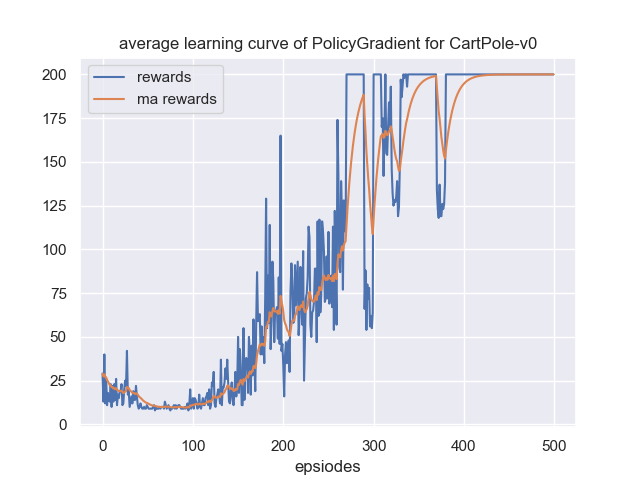 average learning curve of PolicyGradient for CartPole-v0
rewards
ma rewards
200
175
150
125
100
75
50
25
0
0 100 200 300 400 500
epsiodes